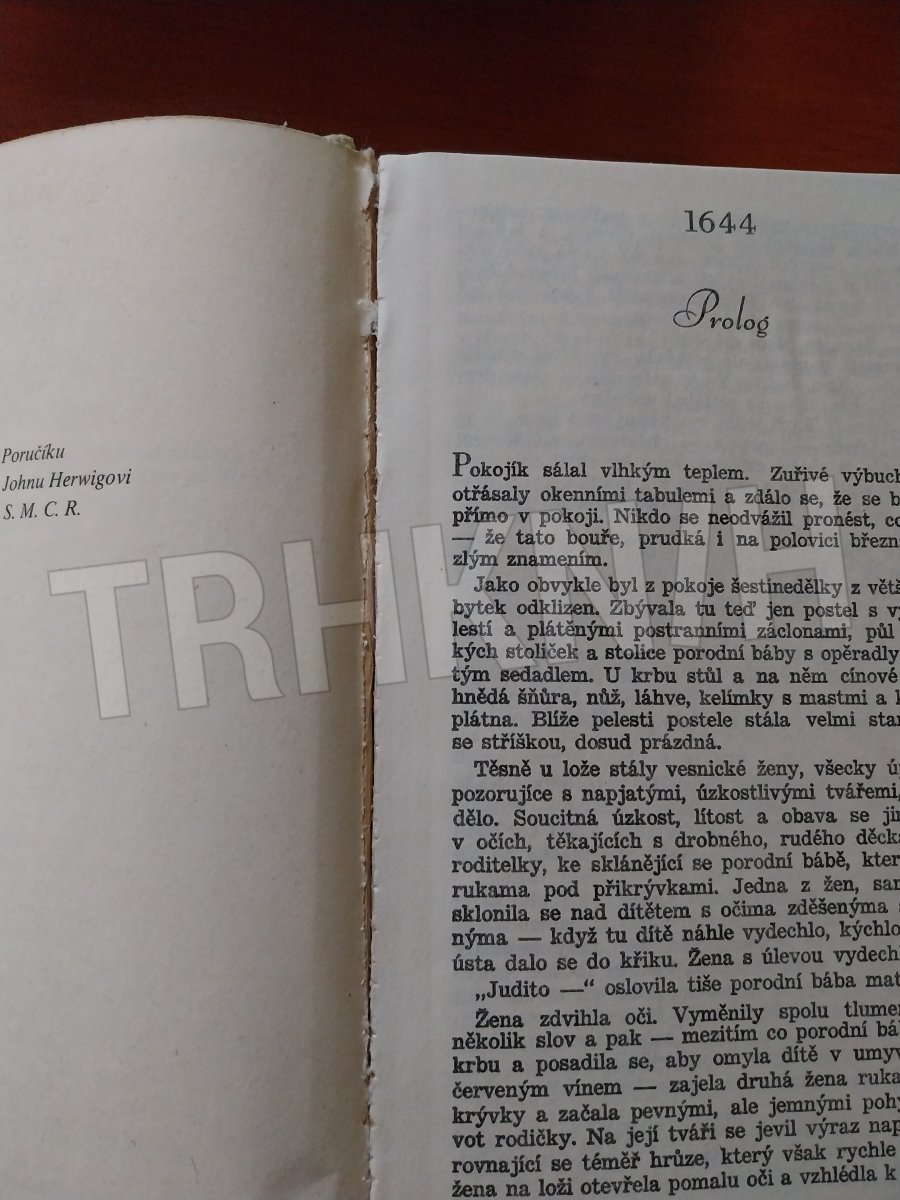 Poručíku
Johnu Herwigovi
S. M. C. R.
1644
Prolog
Pokojík sálal vlhkým teplem. Zuřivé výbuch
otřásaly okenními tabulemi a zdálo se, že se b
přímo v pokoji. Nikdo se neodvážil pronést, co
— že tato bouře, prudká i na polovici březn
zlým znamením.
Jako obvykle byl z pokoje šestinedělky z větš
bytek odklizen. Zbývala tu teď jen postel s vy
lestí a plátěnými postranními záclonami, půl
kých stoliček a stolice porodní báby s opěradly
tým sedadlem. U krbu stůl a na něm cínové
hnědá šňůra, nůž, láhve, kelímky s mastmi a k
plátna. Blíže pelesti postele stála velmi star
se stříškou, dosud prázdná.
Těsně u lože stály vesnické ženy, všecky ú
pozorujíce s napjatými, úzkostlivými tvářemi,
dělo. Soucitná úzkost, lítost a obava se jim
v očích, těkajících s drobného, rudého děcka
roditelky, ke sklánějící se porodní bábě, kter
rukama pod přikrývkami. Jedna z žen, sam
sklonila se nad dítětem s očima zděšenýma
nýma — když tu dítě náhle vydechlo, kýchlo
ústa dalo se do křiku. Žena s úlevou vydechl
„Judito —“ oslovila tiše porodní bába mat
Žena zdvihla oči. Vyměnily spolu tlumen
několik slov a pak — mezitím co porodní báb
krbu a posadila se, aby omyla dítě v umyv
červeným vínem — zajela druhá žena ruka
krývky a začala pevnými, ale jemnými pohy
vot rodičky. Na její tváři se jevil výraz nap
rovnající se téměř hrůze, který však rychle
žena na loži otevřela pomalu oči a vzhlédla k
TRHKNIH